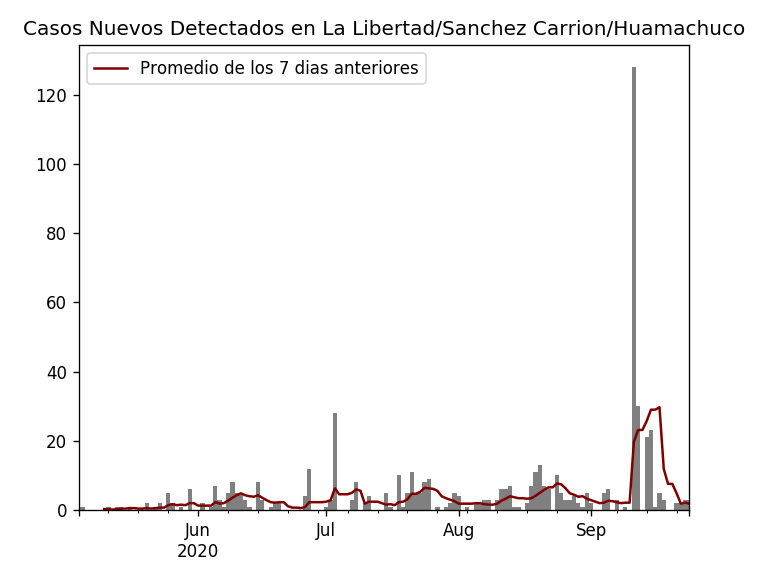 Casos Nuevos Detectados en La Libertad/Sanchez Carrion/Huamachuco
Promedio de los 7 dias anteriores
120
100
80
60
40
20
0
Jun Jul Aug Sep
2020